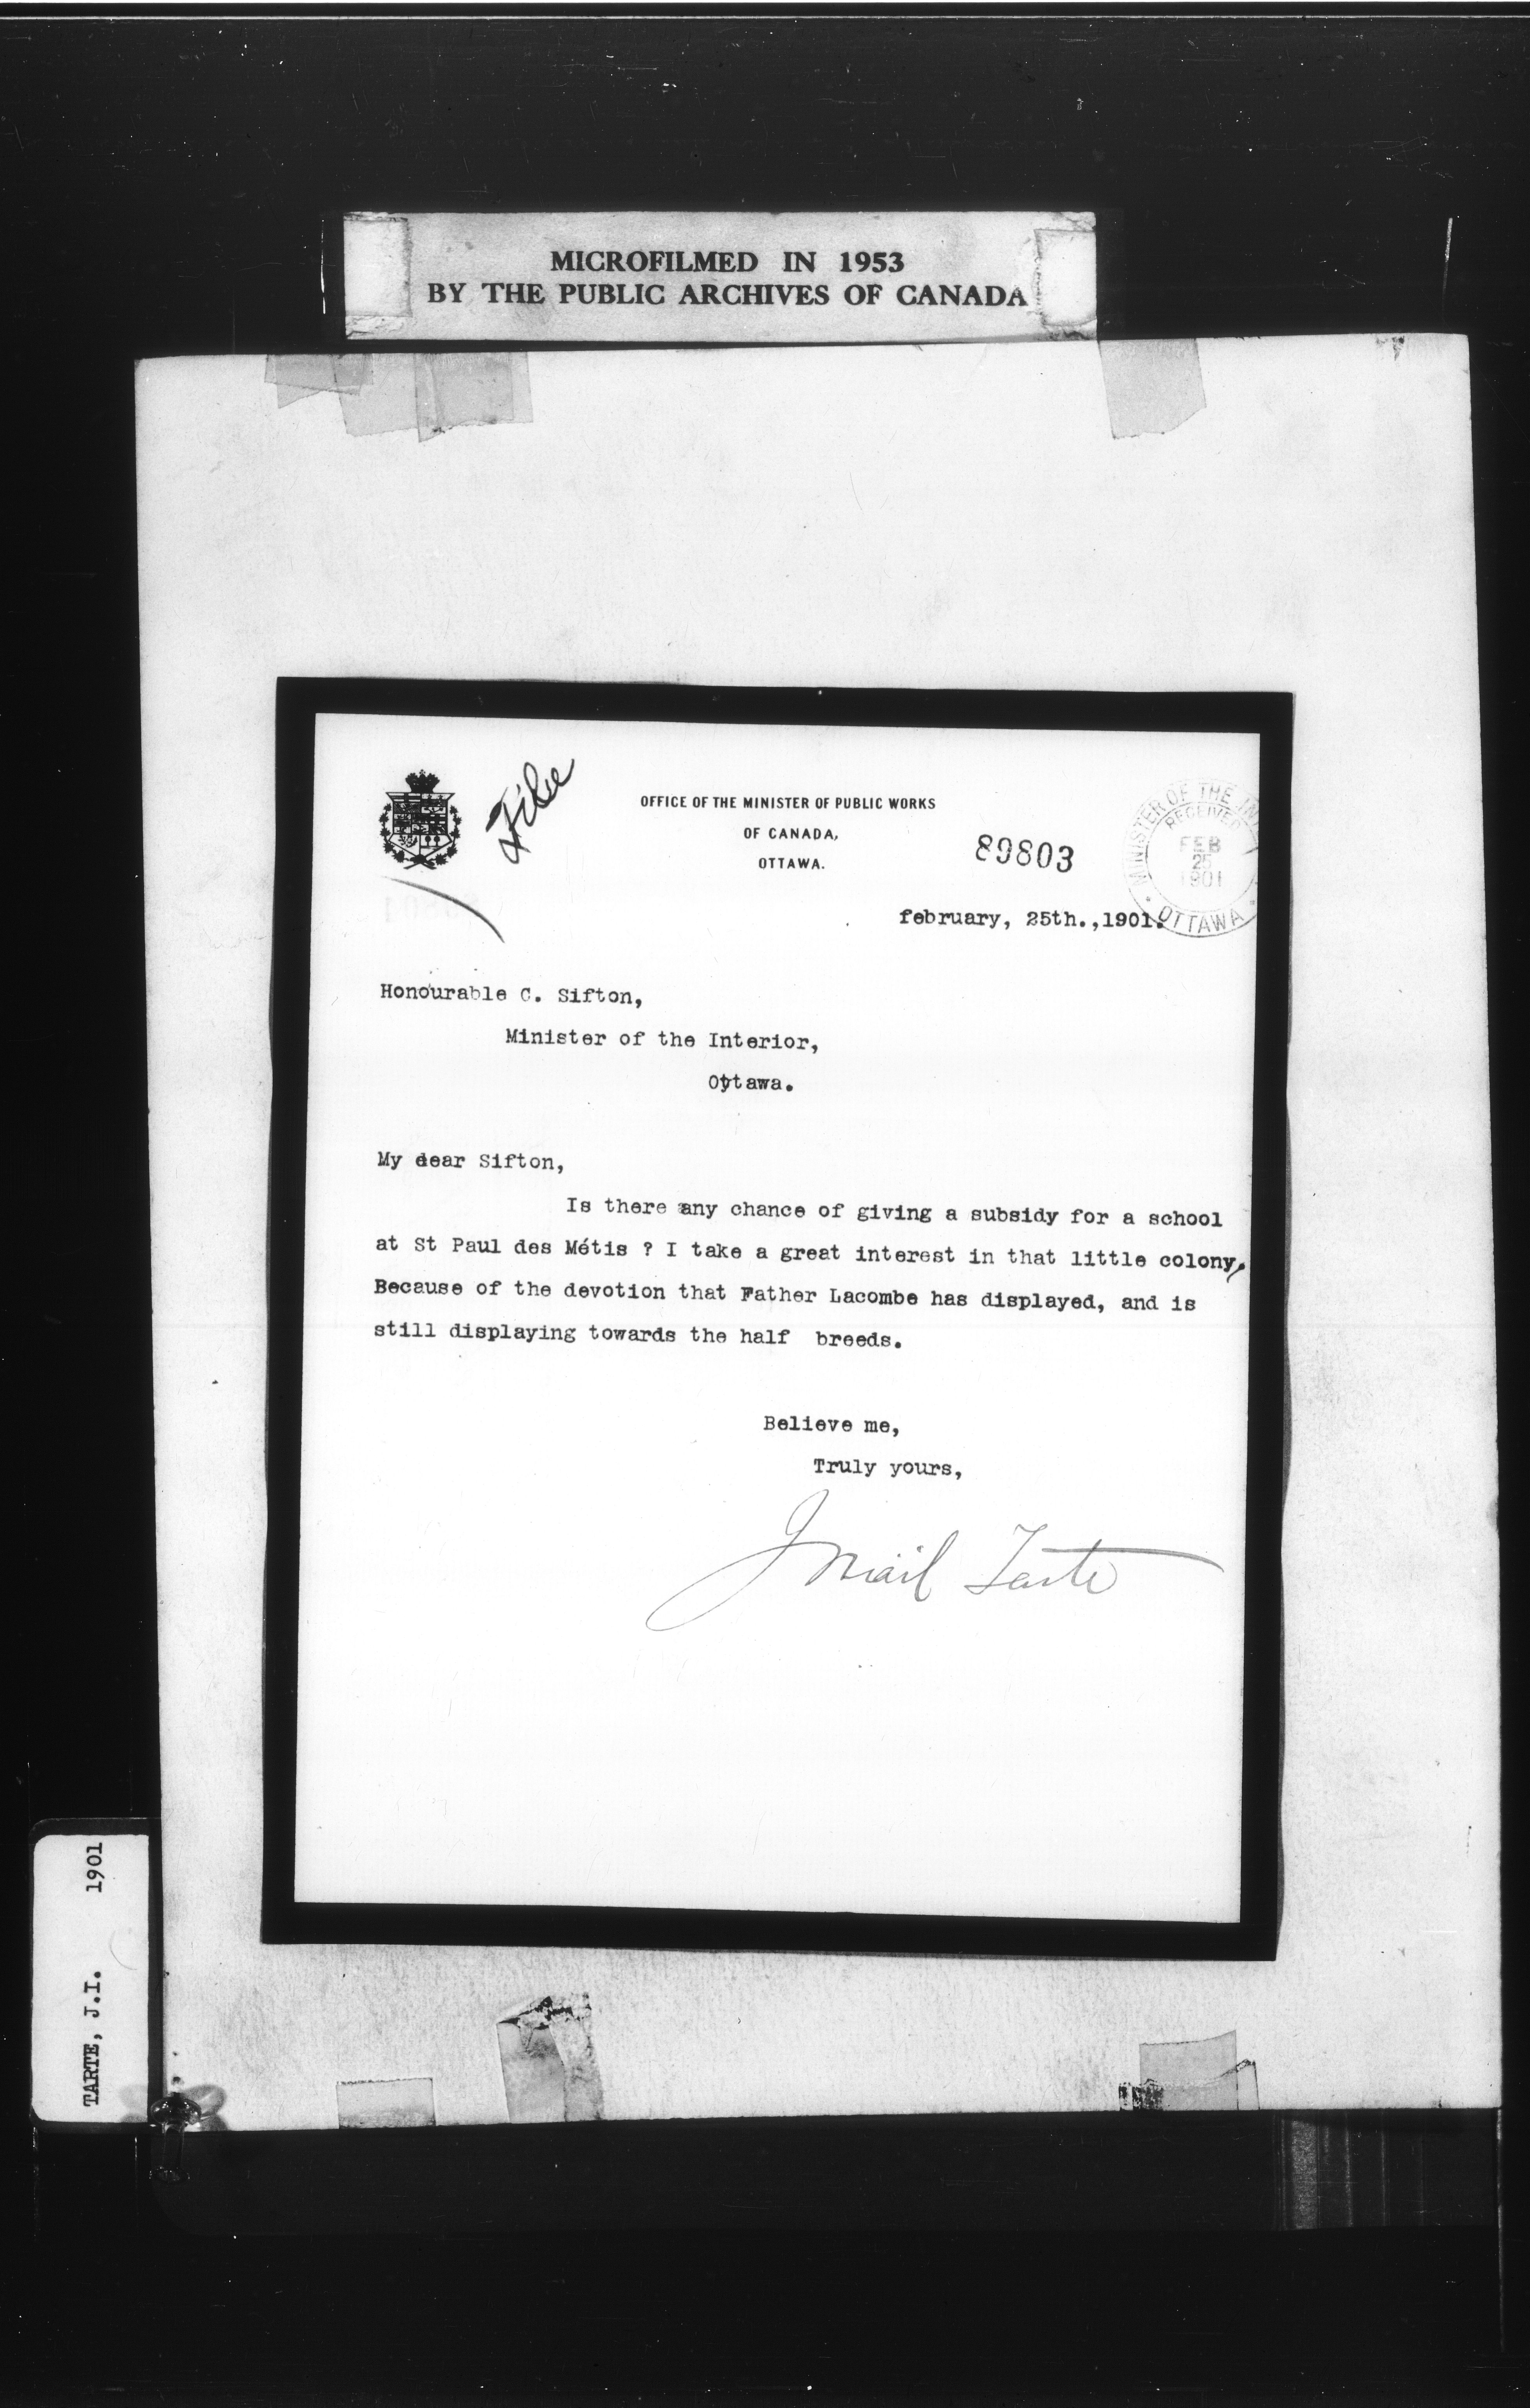 MICROFILMED IN 1953
BY THE PUBLIC ARCHIVES OF CANADA
File
OFFICE OF THE MINISTER OF PUBLIC WORKS
OF CANADA,
OTTAWA.
89803
MINISTER OF THE INT
RECEIVED
FEB
25
1901
OTTAWA
february, 25th.,1901.
Honourable C. Sifton,
Minister of the Interior,
Ottawa.
My dear Sifton,
Is there any chance of giving a subsidy for a school
at St Paul des Métis ? I take a great interest in that little colony,
Because of the devotion that Father Lacombe has displayed, and is
still displaying towards the half breeds.
Believe me,
Truly yours,
J Tarte
TARTE, J.I. 1901